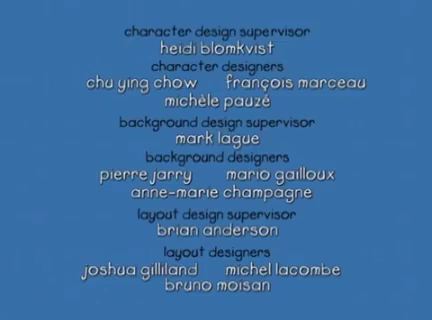 character design supervisor
heidi blomkvist
character designers
chu ying chow françois marceau
michèle pauzé
background design supervisor
mark lague
background designers
pierre jarry mario gailloux
anne-marie champagne
layout design supervisor
brian anderson
layout designers
joshua gilliland michel lacombe
bruno moisan